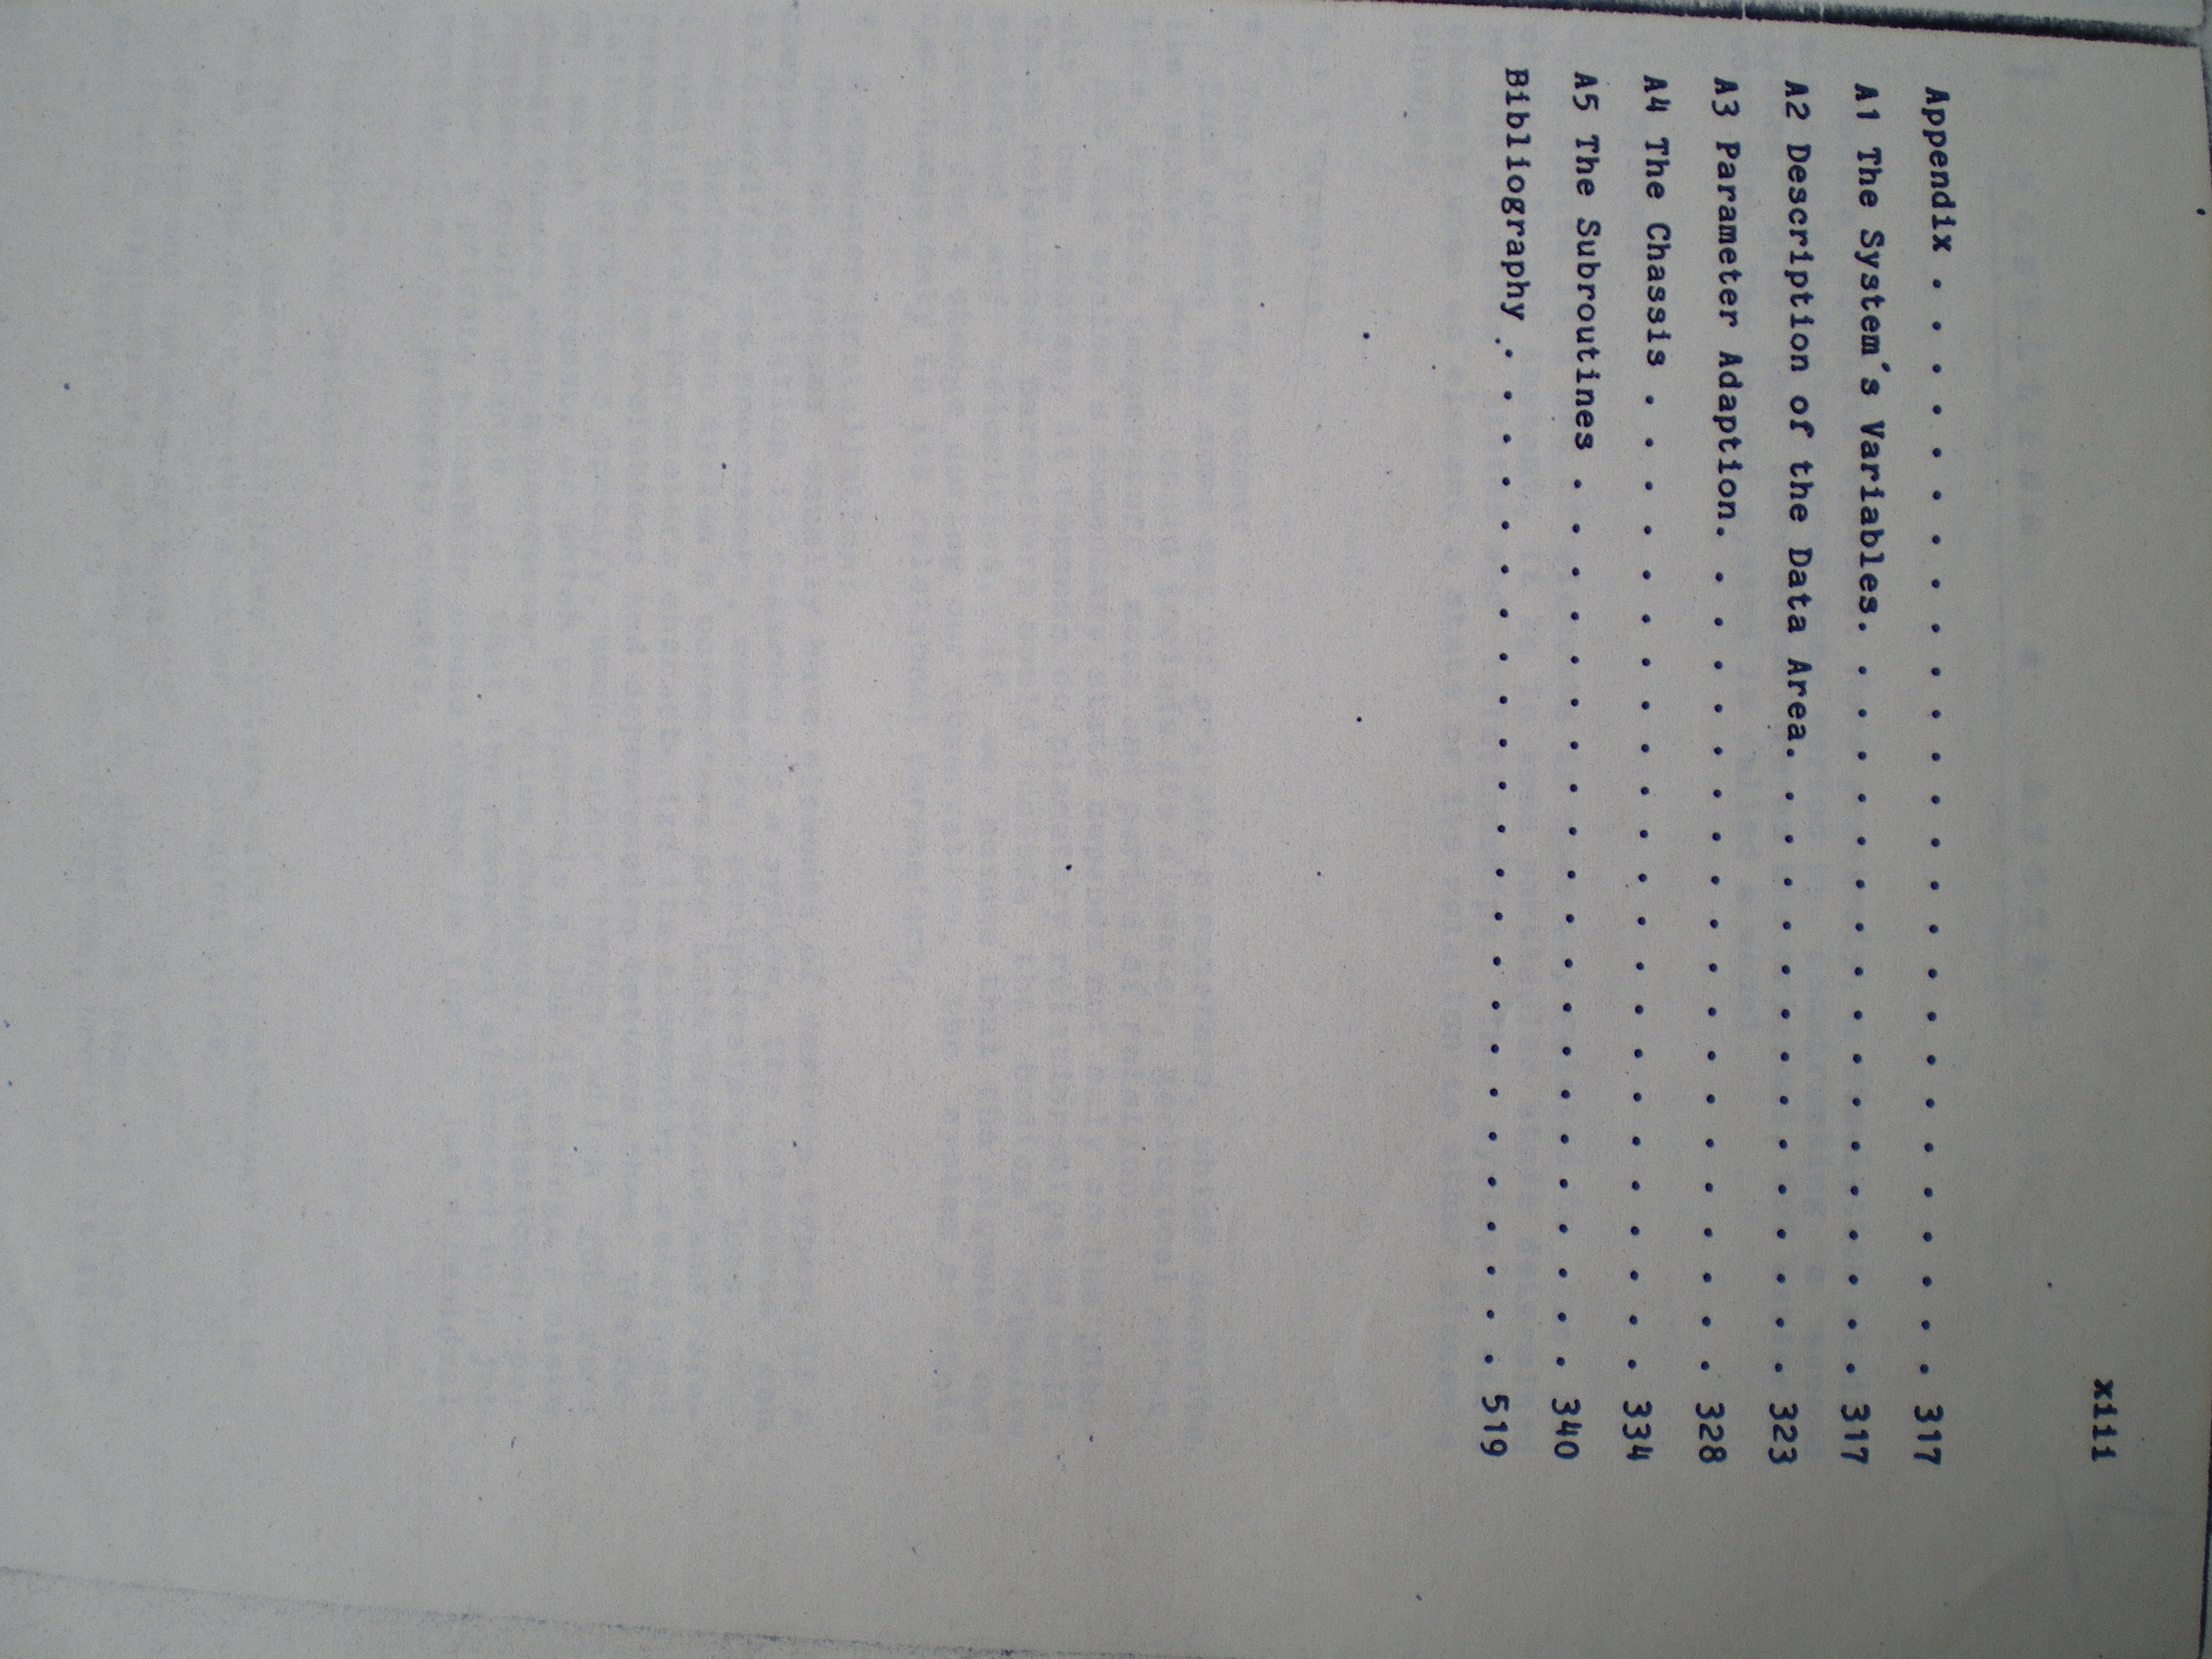 xiii
Appendix . . . . . . . . . . . . . . . . . . . . . . . . . . 317
A1 The System's Variables. . . . . . . . . . . . . . . . . . 317
A2 Description of the Data Area. . . . . . . . . . . . . . . 323
A3 Parameter Adaption. . . . . . . . . . . . . . . . . . . . 328
A4 The Chassis . . . . . . . . . . . . . . . . . . . . . . . 334
A5 The Subroutines . . . . . . . . . . . . . . . . . . . . . 340
Bibliography . . . . . . . . . . . . . . . . . . . . . . . . 519